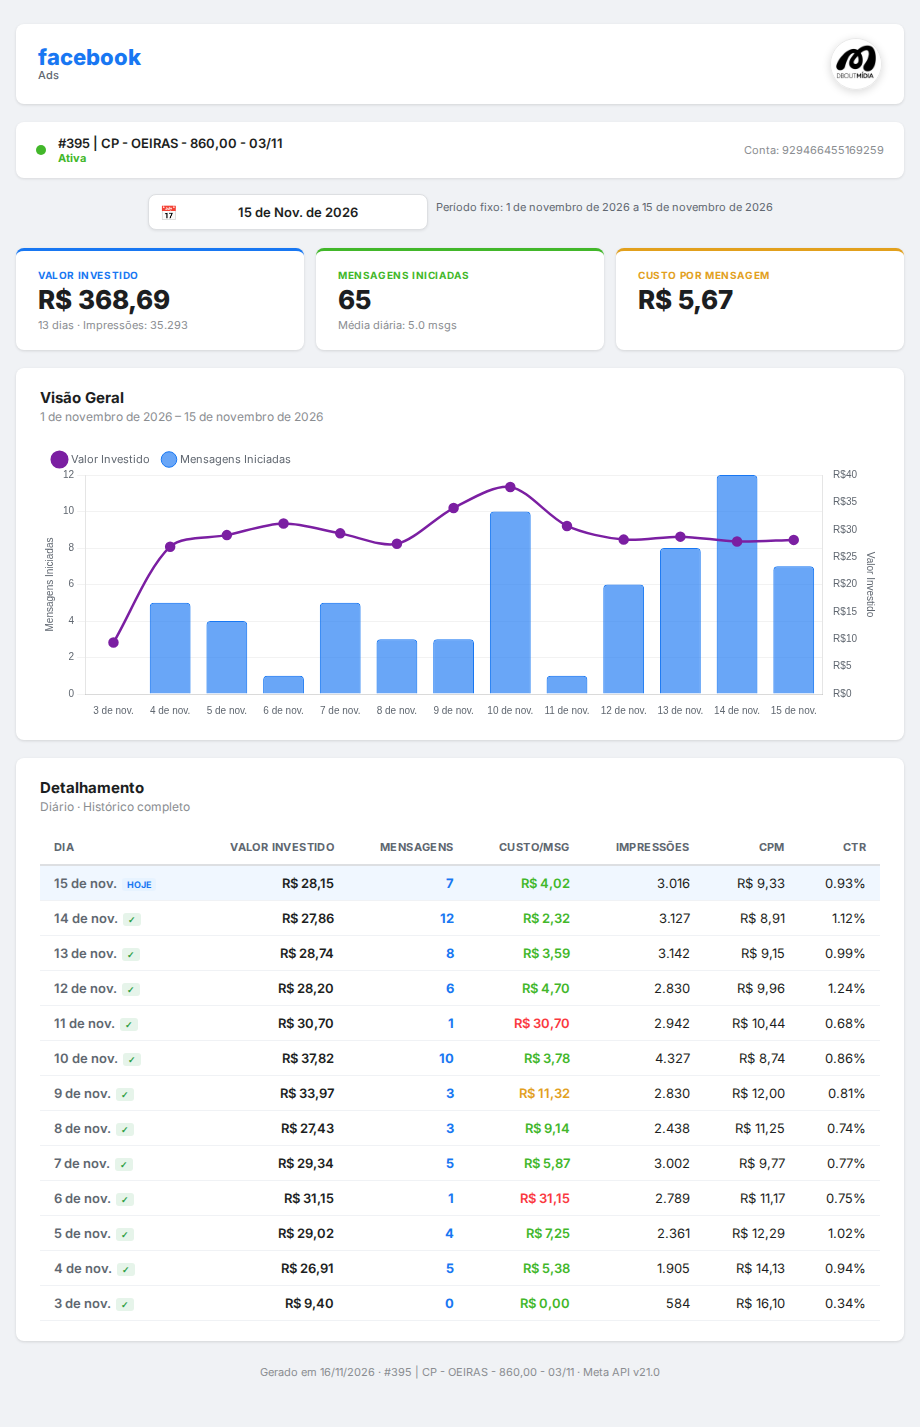 facebook
Ads
DBOUTMÍDIA
#395 | CP - OEIRAS - 860,00 - 03/11
Ativa
Conta: 929466455169259
15 de Nov. de 2026
Período fixo: 1 de novembro de 2026 a 15 de novembro de 2026
VALOR INVESTIDO
R$ 368,69
13 dias · Impressões: 35.293
MENSAGENS INICIADAS
65
Média diária: 5.0 msgs
CUSTO POR MENSAGEM
R$ 5,67
Visão Geral
1 de novembro de 2026 – 15 de novembro de 2026
Valor Investido Mensagens Iniciadas
Mensagens Iniciadas
12
10
8
6
4
2
0
R$40
R$35
R$30
R$25
R$20
R$15
R$10
R$5
R$0
Valor Investido
3 de nov. 4 de nov. 5 de nov. 6 de nov. 7 de nov. 8 de nov. 9 de nov. 10 de nov. 11 de nov. 12 de nov. 13 de nov. 14 de nov. 15 de nov.
Detalhamento
Diário · Histórico completo
DIA VALOR INVESTIDO MENSAGENS CUSTO/MSG IMPRESSÕES CPM CTR
15 de nov. HOJE R$ 28,15 7 R$ 4,02 3.016 R$ 9,33 0.93%
14 de nov. ✓ R$ 27,86 12 R$ 2,32 3.127 R$ 8,91 1.12%
13 de nov. ✓ R$ 28,74 8 R$ 3,59 3.142 R$ 9,15 0.99%
12 de nov. ✓ R$ 28,20 6 R$ 4,70 2.830 R$ 9,96 1.24%
11 de nov. ✓ R$ 30,70 1 R$ 30,70 2.942 R$ 10,44 0.68%
10 de nov. ✓ R$ 37,82 10 R$ 3,78 4.327 R$ 8,74 0.86%
9 de nov. ✓ R$ 33,97 3 R$ 11,32 2.830 R$ 12,00 0.81%
8 de nov. ✓ R$ 27,43 3 R$ 9,14 2.438 R$ 11,25 0.74%
7 de nov. ✓ R$ 29,34 5 R$ 5,87 3.002 R$ 9,77 0.77%
6 de nov. ✓ R$ 31,15 1 R$ 31,15 2.789 R$ 11,17 0.75%
5 de nov. ✓ R$ 29,02 4 R$ 7,25 2.361 R$ 12,29 1.02%
4 de nov. ✓ R$ 26,91 5 R$ 5,38 1.905 R$ 14,13 0.94%
3 de nov. ✓ R$ 9,40 0 R$ 0,00 584 R$ 16,10 0.34%
Gerado em 16/11/2026 · #395 | CP - OEIRAS - 860,00 - 03/11 · Meta API v21.0